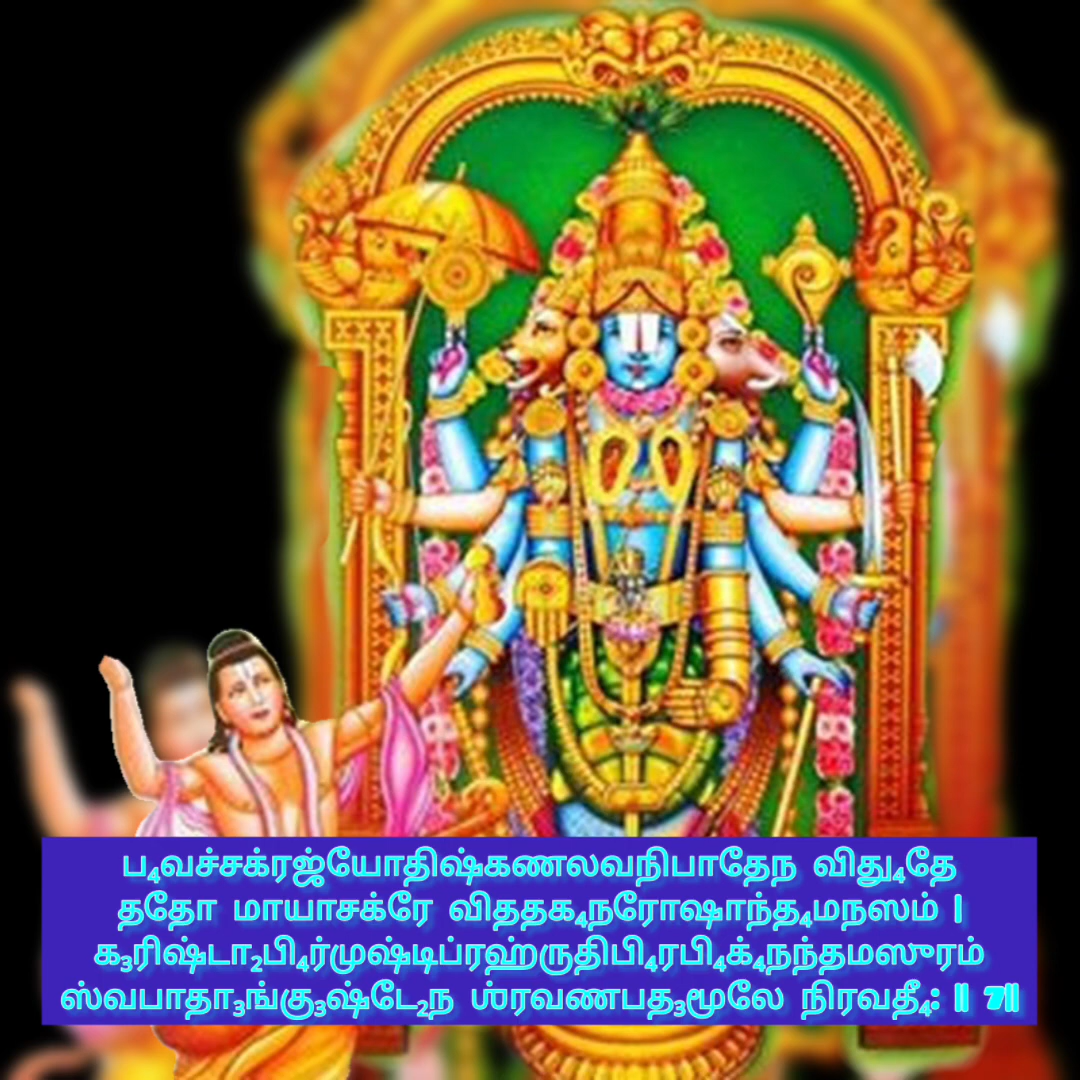 ப₄வச்சக்ரஜ்யோதிஷ்கணலவநிபாதேந விது₄தே
ததோ மாயாசக்ரே விததக₄நரோஷாந்த₄மநஸம் |
க₃ரிஷ்டா₂பி₄ர்முஷ்டிப்ரஹ்ருதிபி₄ரபி₄க்₄நந்தமஸுரம்
ஸ்வபாதா₃ங்கு₃ஷ்டே₂ந ஶ்ரவணபத₃மூலே நிரவதீ₄: ‖ 7‖